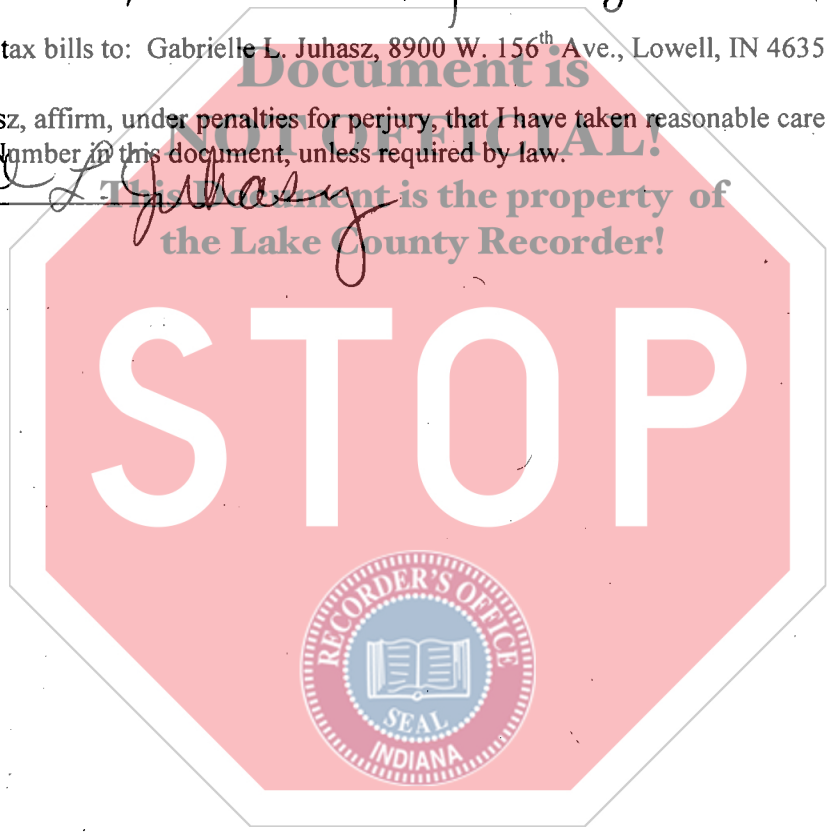 tax bills to: Gabrielle L. Juhasz, 8900 W. 156th Ave., Lowell, IN 4635
Document is
sz, affirm, under penalties for perjury, that I have taken reasonable care
NOT OFFICIAL!
Number in this document, unless required by law.
L. Juhasz
This Document is the property of
the Lake County Recorder!
STOP
RECORDER'S OFFICE
SEAL
INDIANA